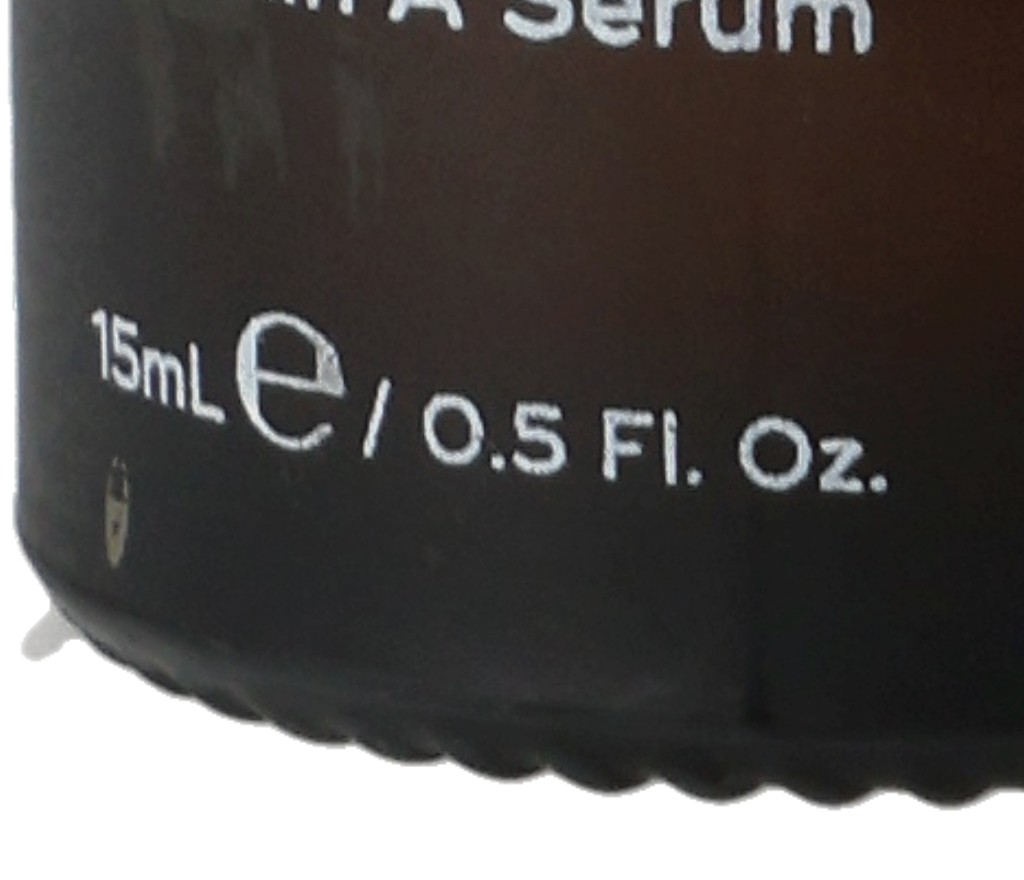 A Serum
15mL ℮ / 0.5 Fl. Oz.